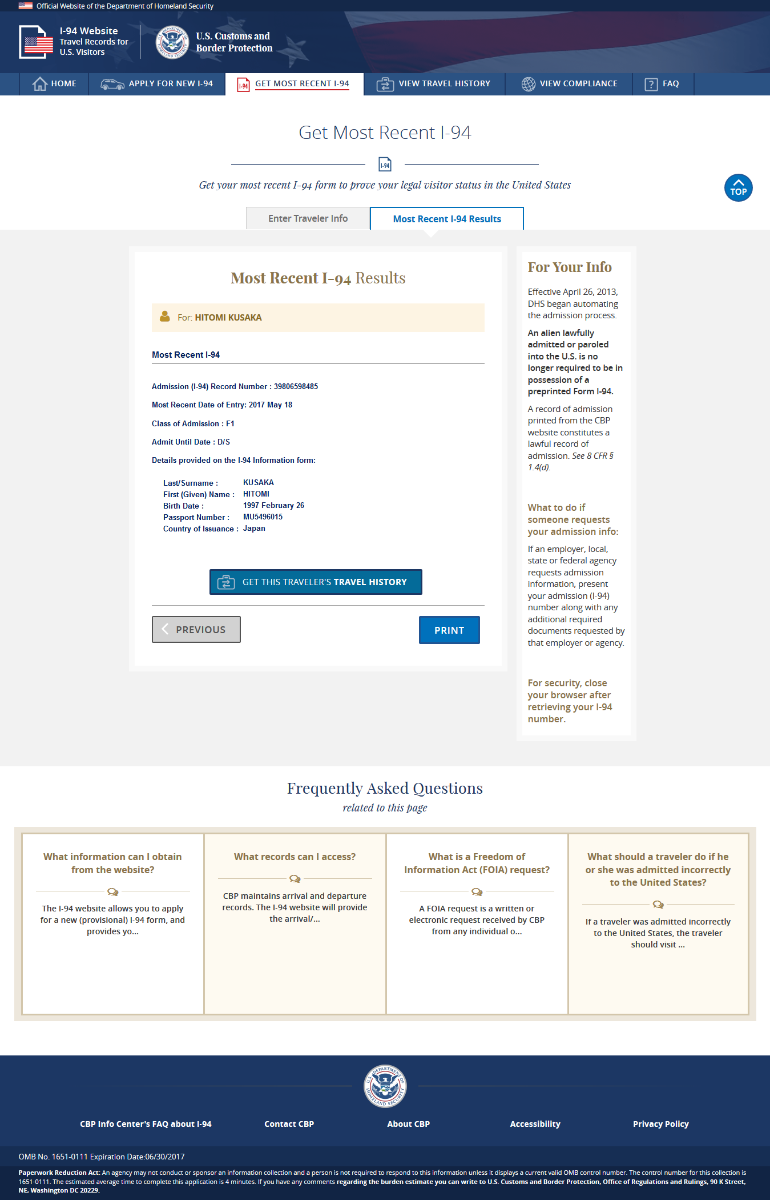 Official Website of the Department of Homeland Security
I-94 Website
Travel Records for
U.S. Visitors
U.S. Customs and
Border Protection
HOME
APPLY FOR NEW I-94
GET MOST RECENT I-94
VIEW TRAVEL HISTORY
VIEW COMPLIANCE
FAQ
Get Most Recent I-94
I-94
Get your most recent I-94 form to prove your legal visitor status in the United States
TOP
Enter Traveler Info
Most Recent I-94 Results
Most Recent I-94 Results
For: HITOMI KUSAKA
Most Recent I-94
Admission (I-94) Record Number : 39806598485
Most Recent Date of Entry: 2017 May 18
Class of Admission : F1
Admit Until Date : D/S
Details provided on the I-94 Information form:
Last/Surname : KUSAKA
First (Given) Name : HITOMI
Birth Date : 1997 February 26
Passport Number : MU5496015
Country of Issuance : Japan
GET THIS TRAVELER'S TRAVEL HISTORY
PREVIOUS
PRINT
For Your Info
Effective April 26, 2013,
DHS began automating
the admission process
An alien lawfully
admitted or paroled
into the U.S. is no
longer required to be in
possession of a
preprinted Form I-94.
A record of admission
printed from the CBP
website constitutes a
lawful record of
admission. See 8 CFR §
1.4(d)
What to do if
someone requests
your admission info:
If an employer, local,
state or federal agency
requests admission
information, present
your admission (I-94)
number along with any
additional required
documents requested by
that employer or agency.
For security, close
your browser after
retrieving your I-94
number.
Frequently Asked Questions
related to this page
What information can I obtain
from the website?
The I-94 website allows you to apply
for a new (provisional) I-94 form, and
provides yo...
What records can I access?
CBP maintains arrival and departure
records. The I-94 website will provide
the arrival/...
What is a Freedom of
Information Act (FOIA) request?
A FOIA request is a written or
electronic request received by CBP
from any individual o...
What should a traveler do if he
or she was admitted incorrectly
to the United States?
If a traveler was admitted incorrectly
to the United States, the traveler
should visit ...
CBP Info Center's FAQ about I-94
Contact CBP
About CBP
Accessibility
Privacy Policy
OMB No. 1651-0111 Expiration Date:06/30/2017
Paperwork Reduction Act: An agency may not conduct or sponsor an information collection and a person is not required to respond to this information unless it displays a current valid OMB control number. The control number for this collection is
1651-0111. The estimated average time to complete this application is 4 minutes. If you have any comments regarding the burden estimate you can write to U.S. Customs and Border Protection, Office of Regulations and Rulings, 90 K Street,
NE, Washington DC 20229.